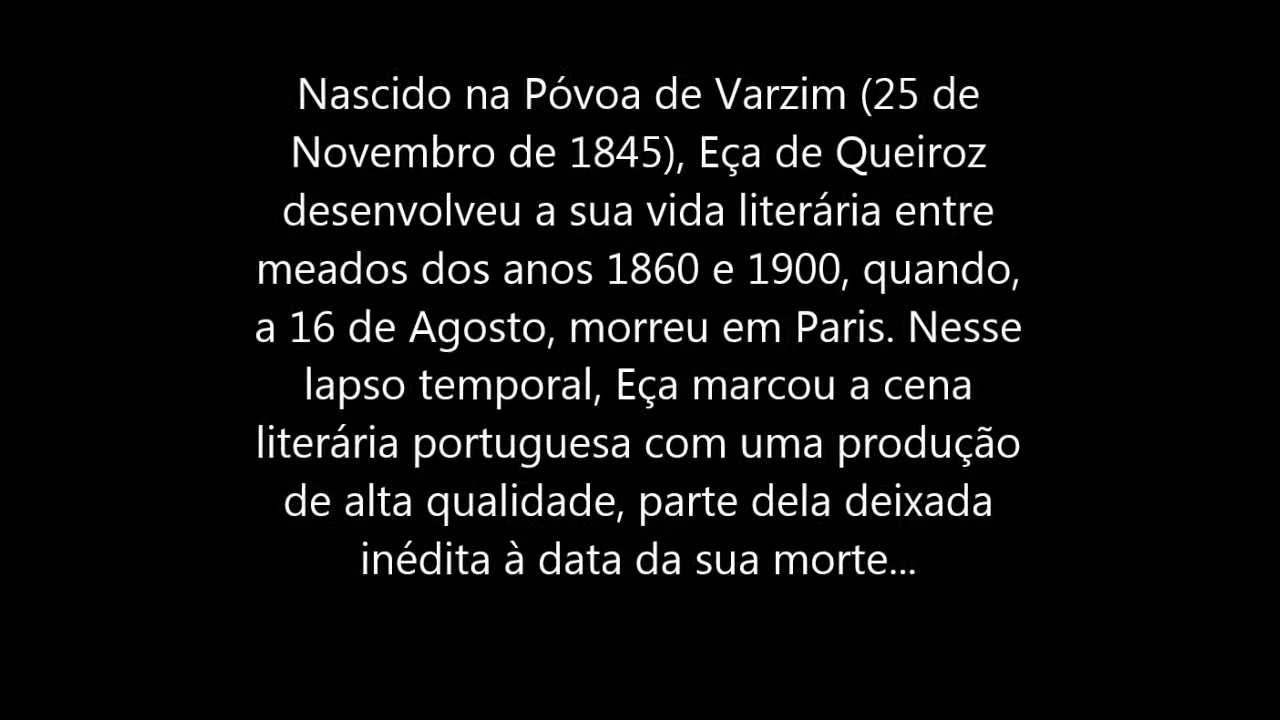 Nascido na Póvoa de Varzim (25 de
Novembro de 1845), Eça de Queiroz
desenvolveu a sua vida literária entre
meados dos anos 1860 e 1900, quando,
a 16 de Agosto, morreu em Paris. Nesse
lapso temporal, Eça marcou a cena
literária portuguesa com uma produção
de alta qualidade, parte dela deixada
inédita à data da sua morte...